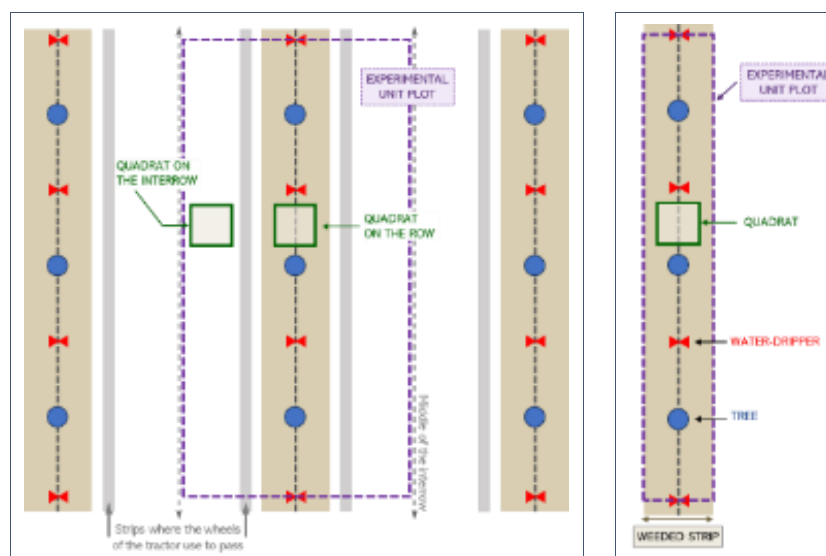 EXPERIMENTAL
UNIT PLOT
QUADRAT ON
THE INTERROW
QUADRAT
ON THE ROW
Middle of the interrow
Strips where the wheels
of the tractor use to pass
EXPERIMENTAL
UNIT PLOT
QUADRAT
WATER-DRIPPER
TREE
WEEDED STRIP